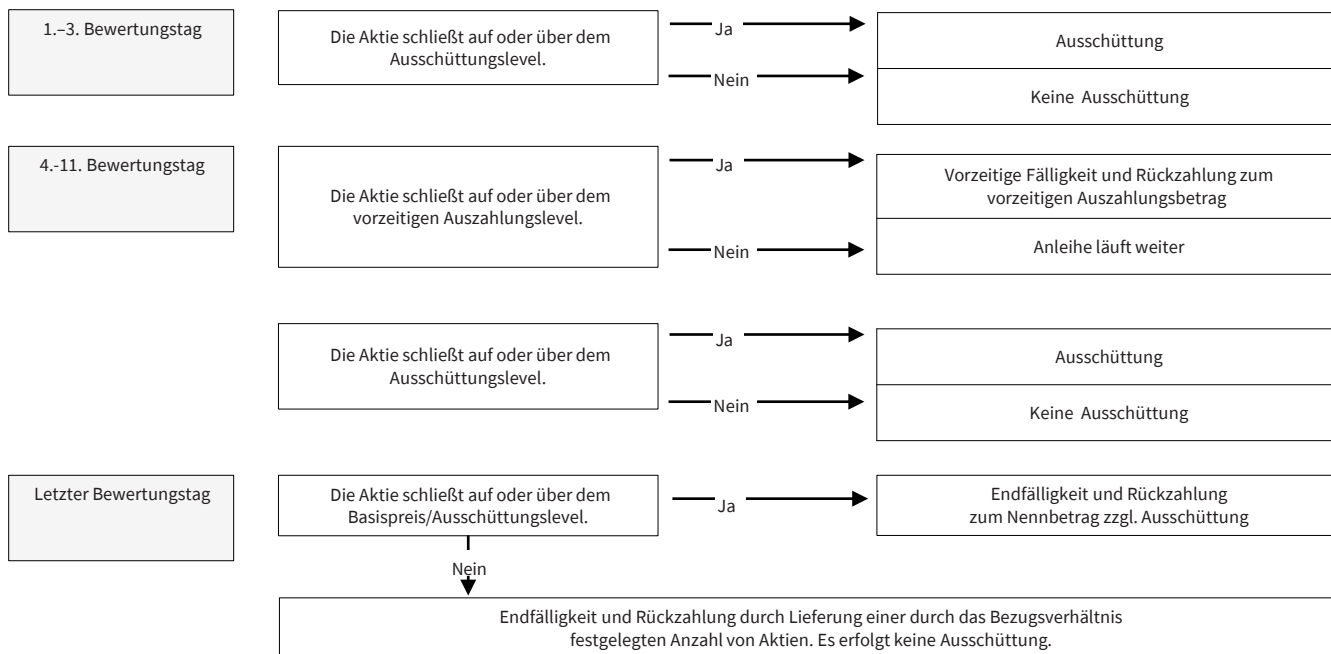 1.–3. Bewertungstag
Die Aktie schließt auf oder über dem
Ausschüttungslevel.
Ja
Ausschüttung
Nein
Keine Ausschüttung
4.-11. Bewertungstag
Die Aktie schließt auf oder über dem
vorzeitigen Auszahlungslevel.
Ja
Vorzeitige Fälligkeit und Rückzahlung zum
vorzeitigen Auszahlungsbetrag
Nein
Anleihe läuft weiter
Die Aktie schließt auf oder über dem
Ausschüttungslevel.
Ja
Ausschüttung
Nein
Keine Ausschüttung
Letzter Bewertungstag
Die Aktie schließt auf oder über dem
Basispreis/Ausschüttungslevel.
Ja
Endfälligkeit und Rückzahlung
zum Nennbetrag zzgl. Ausschüttung
Nein
Endfälligkeit und Rückzahlung durch Lieferung einer durch das Bezugsverhältnis
festgelegten Anzahl von Aktien. Es erfolgt keine Ausschüttung.